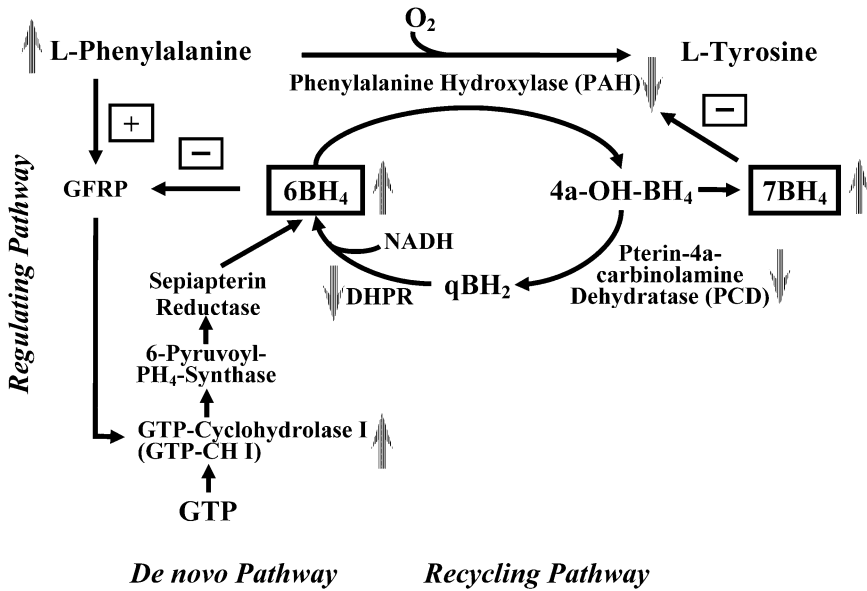 O₂
L-Phenylalanine
L-Tyrosine
Phenylalanine Hydroxylase (PAH)
+
−
−
GFRP
6BH₄
4a-OH-BH₄
7BH₄
Regulating Pathway
NADH
Pterin-4a-
carbinolamine
Dehydratase (PCD)
Sepiapterin
Reductase
DHPR
qBH₂
6-Pyruvoyl-
PH₄-Synthase
GTP-Cyclohydrolase I
(GTP-CH I)
GTP
De novo Pathway
Recycling Pathway